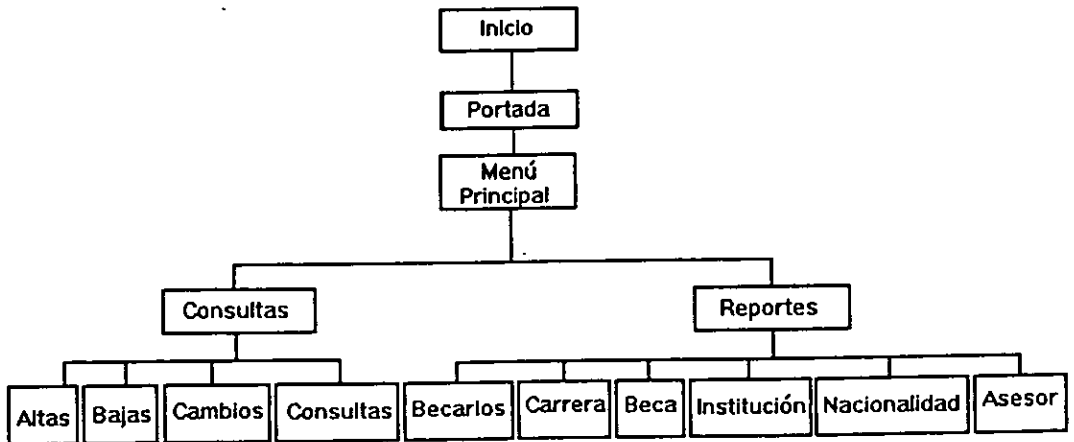 Inicio
Portada
Menú
Principal
Consultas
Reportes
Altas
Bajas
Cambios
Consultas
Becarios
Carrera
Beca
Institución
Nacionalidad
Asesor